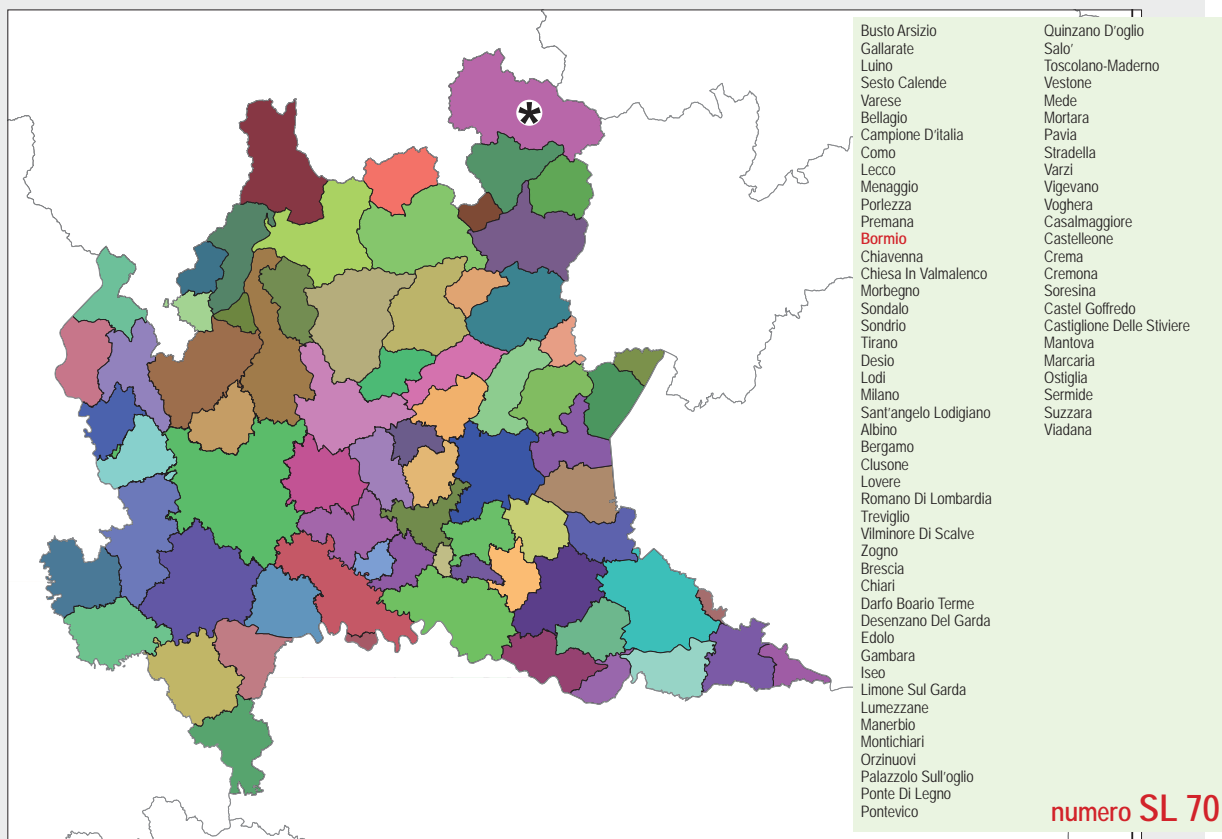 *
Busto Arsizio
Gallarate
Luino
Sesto Calende
Varese
Bellagio
Campione D'italia
Como
Lecco
Menaggio
Porlezza
Premana
Bormio
Chiavenna
Chiesa In Valmalenco
Morbegno
Sondalo
Sondrio
Tirano
Desio
Lodi
Milano
Sant'angelo Lodigiano
Albino
Bergamo
Clusone
Lovere
Romano Di Lombardia
Treviglio
Vilminore Di Scalve
Zogno
Brescia
Chiari
Darfo Boario Terme
Desenzano Del Garda
Edolo
Gambara
Iseo
Limone Sul Garda
Lumezzane
Manerbio
Montichiari
Orzinuovi
Palazzolo Sull'oglio
Ponte Di Legno
Pontevico
Quinzano D'oglio
Salo'
Toscolano-Maderno
Vestone
Mede
Mortara
Pavia
Stradella
Varzi
Vigevano
Voghera
Casalmaggiore
Castelleone
Crema
Cremona
Soresina
Castel Goffredo
Castiglione Delle Stiviere
Mantova
Marcaria
Ostiglia
Sermide
Suzzara
Viadana
numero SL 70